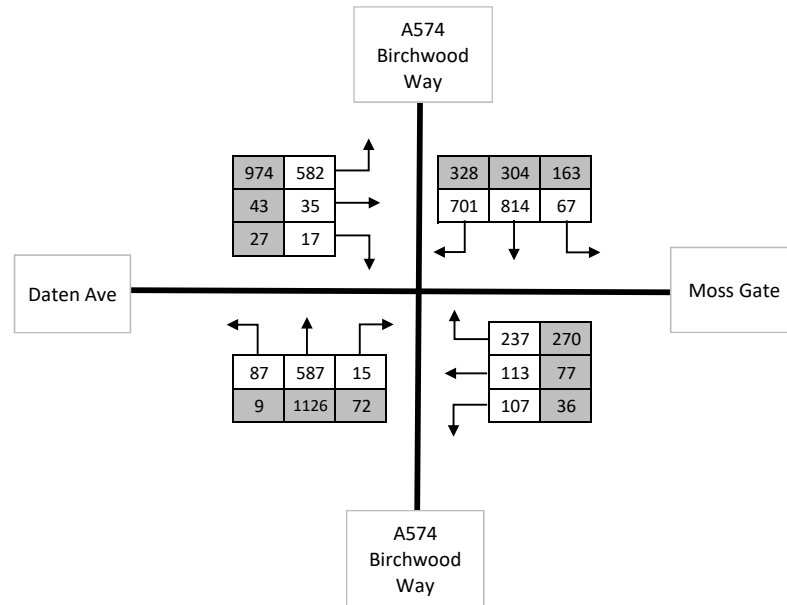 A574
Birchwood
Way
974 582
43 35
27 17
328 304 163
701 814 67
Daten Ave
Moss Gate
87 587 15
9 1126 72
237 270
113 77
107 36
A574
Birchwood
Way